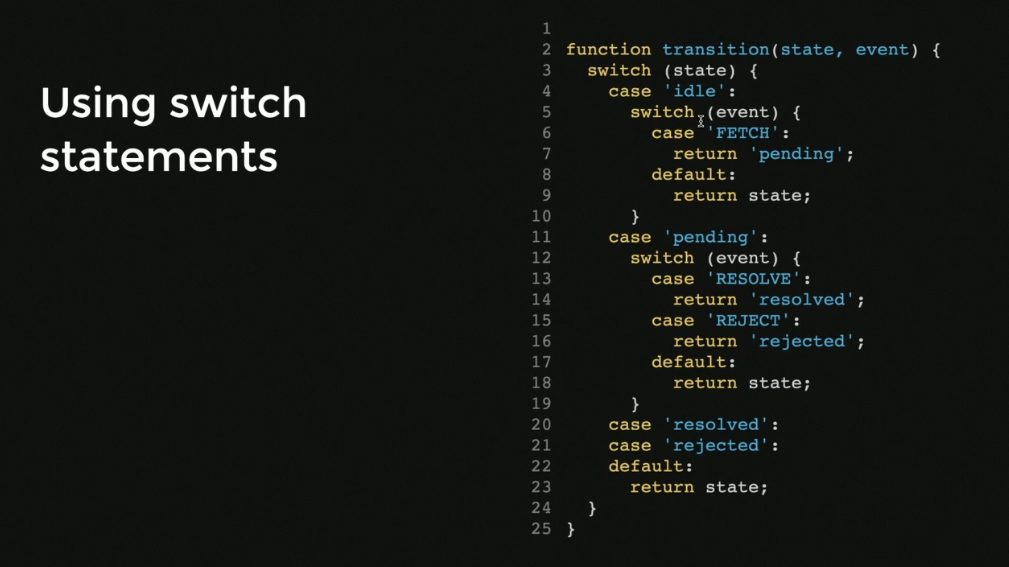 Using switch
statements
1
2 function transition(state, event) {
3   switch (state) {
4     case 'idle':
5       switch (event) {
6         case 'FETCH':
7           return 'pending';
8         default:
9           return state;
10       }
11     case 'pending':
12       switch (event) {
13         case 'RESOLVE':
14           return 'resolved';
15         case 'REJECT':
16           return 'rejected';
17         default:
18           return state;
19       }
20     case 'resolved':
21     case 'rejected':
22     default:
23       return state;
24   }
25 }